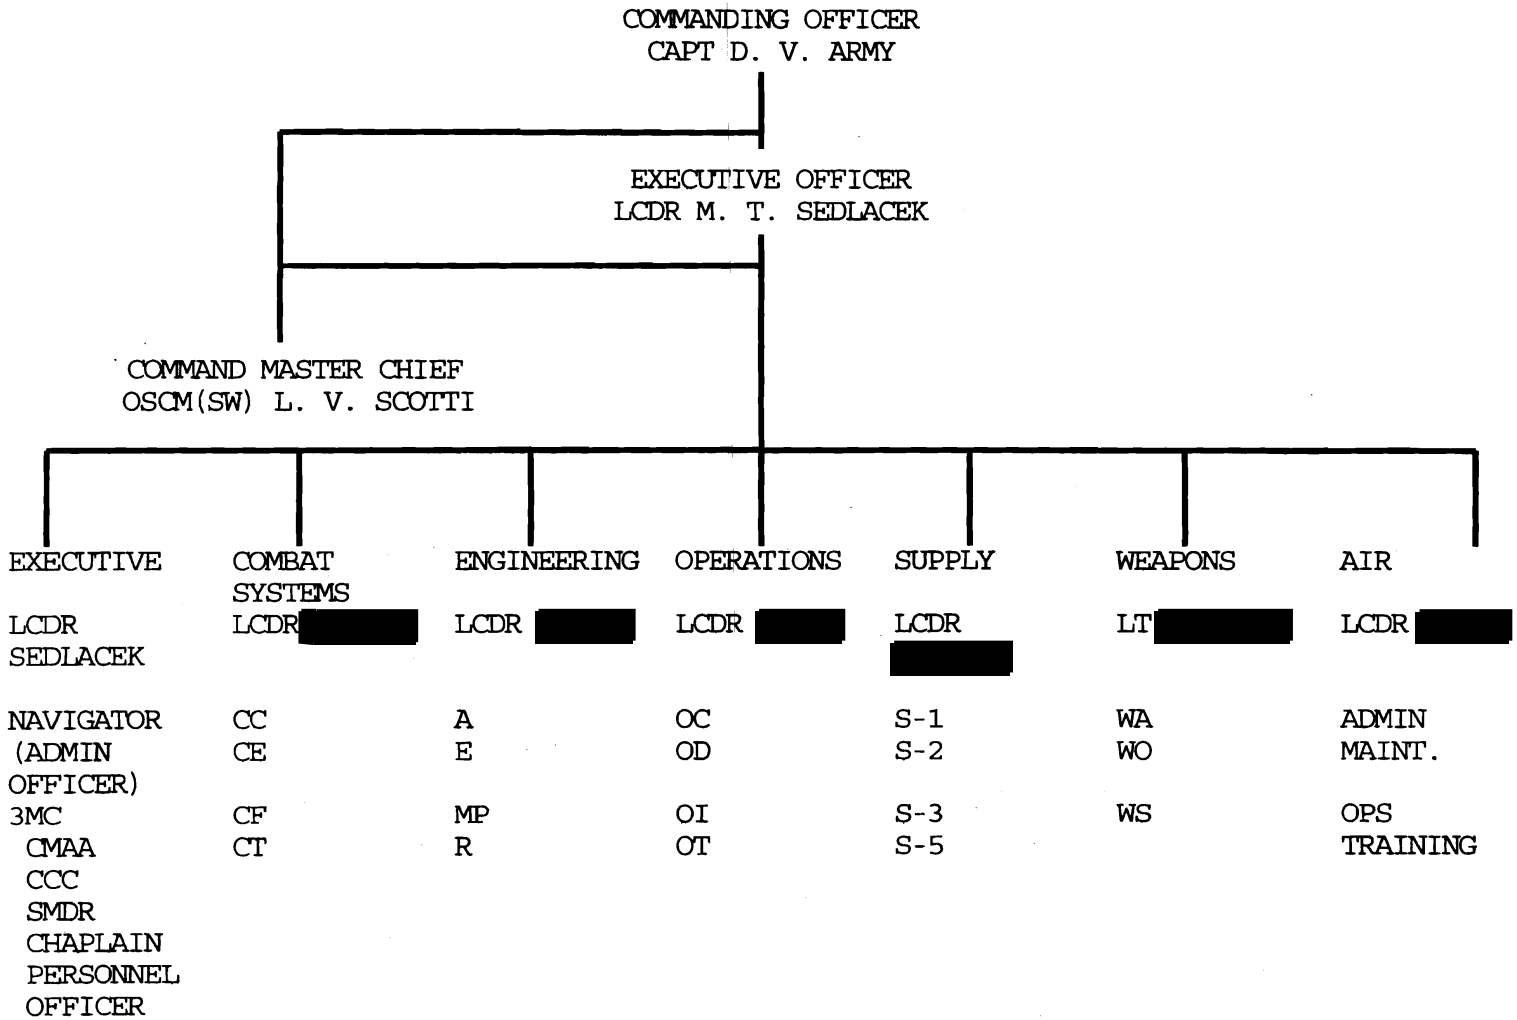 COMMANDING OFFICER
CAPT D. V. ARMY
EXECUTIVE OFFICER
LCDR M. T. SEDLACEK
COMMAND MASTER CHIEF
OSCM(SW) L. V. SCOTTI
EXECUTIVE
LCDR
SEDLACEK
NAVIGATOR
(ADMIN
OFFICER)
3MC
CMAA
CCC
SMDR
CHAPLAIN
PERSONNEL
OFFICER
COMBAT
SYSTEMS
LCDR
CC
CE
CF
CT
ENGINEERING
LCDR
A
E
MP
R
OPERATIONS
LCDR
OC
OD
OI
OT
SUPPLY
LCDR
S-1
S-2
S-3
S-5
WEAPONS
LT
WA
WO
WS
AIR
LCDR
ADMIN
MAINT.
OPS
TRAINING